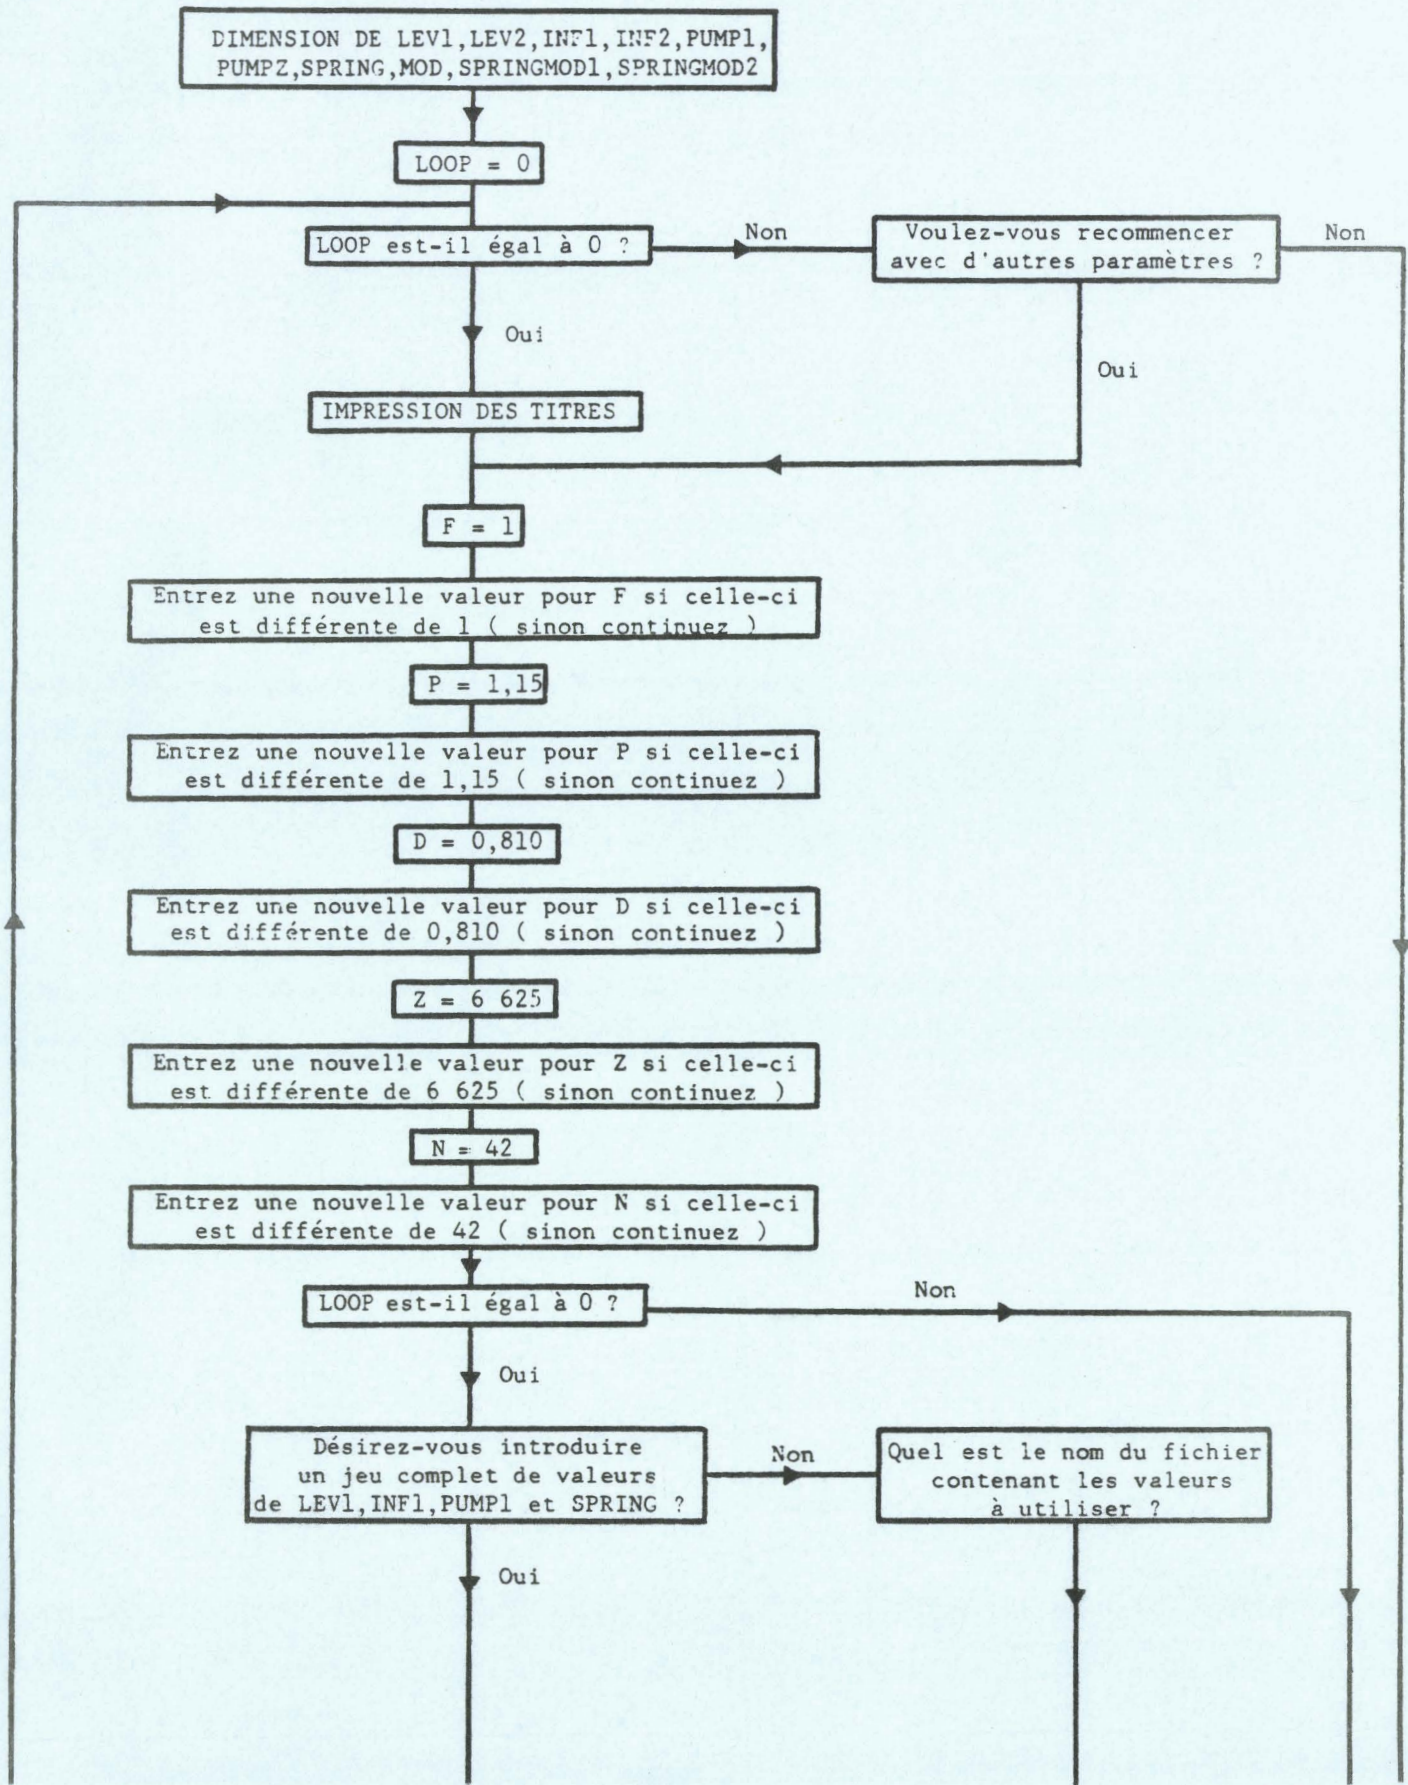 DIMENSION DE LEV1,LEV2,INF1,INF2,PUMP1,
PUMPZ,SPRING,MOD,SPRINGMOD1,SPRINGMOD2
LOOP = 0
LOOP est-il égal à 0 ?
Non
Voulez-vous recommencer
avec d'autres paramètres ?
Non
Oui
Oui
IMPRESSION DES TITRES
F = 1
Entrez une nouvelle valeur pour F si celle-ci
est différente de 1 ( sinon continuez )
P = 1,15
Entrez une nouvelle valeur pour P si celle-ci
est différente de 1,15 ( sinon continuez )
D = 0,810
Entrez une nouvelle valeur pour D si celle-ci
est différente de 0,810 ( sinon continuez )
Z = 6 625
Entrez une nouvelle valeur pour Z si celle-ci
est différente de 6 625 ( sinon continuez )
N = 42
Entrez une nouvelle valeur pour N si celle-ci
est différente de 42 ( sinon continuez )
LOOP est-il égal à 0 ?
Non
Oui
Désirez-vous introduire
un jeu complet de valeurs
de LEV1,INF1,PUMP1 et SPRING ?
Non
Quel est le nom du fichier
contenant les valeurs
à utiliser ?
Oui